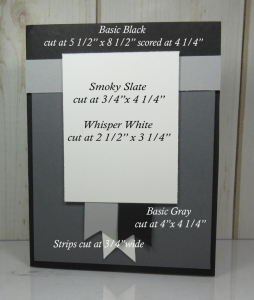 Basic Black
cut at 5 1/2" x 8 1/2" scored at 4 1/4"
Smoky Slate
cut at 3/4"x 4 1/4"
Whisper White
cut at 2 1/2" x 3 1/4"
Basic Gray
cut at 4"x 4 1/4"
Strips cut at 3/4"wide